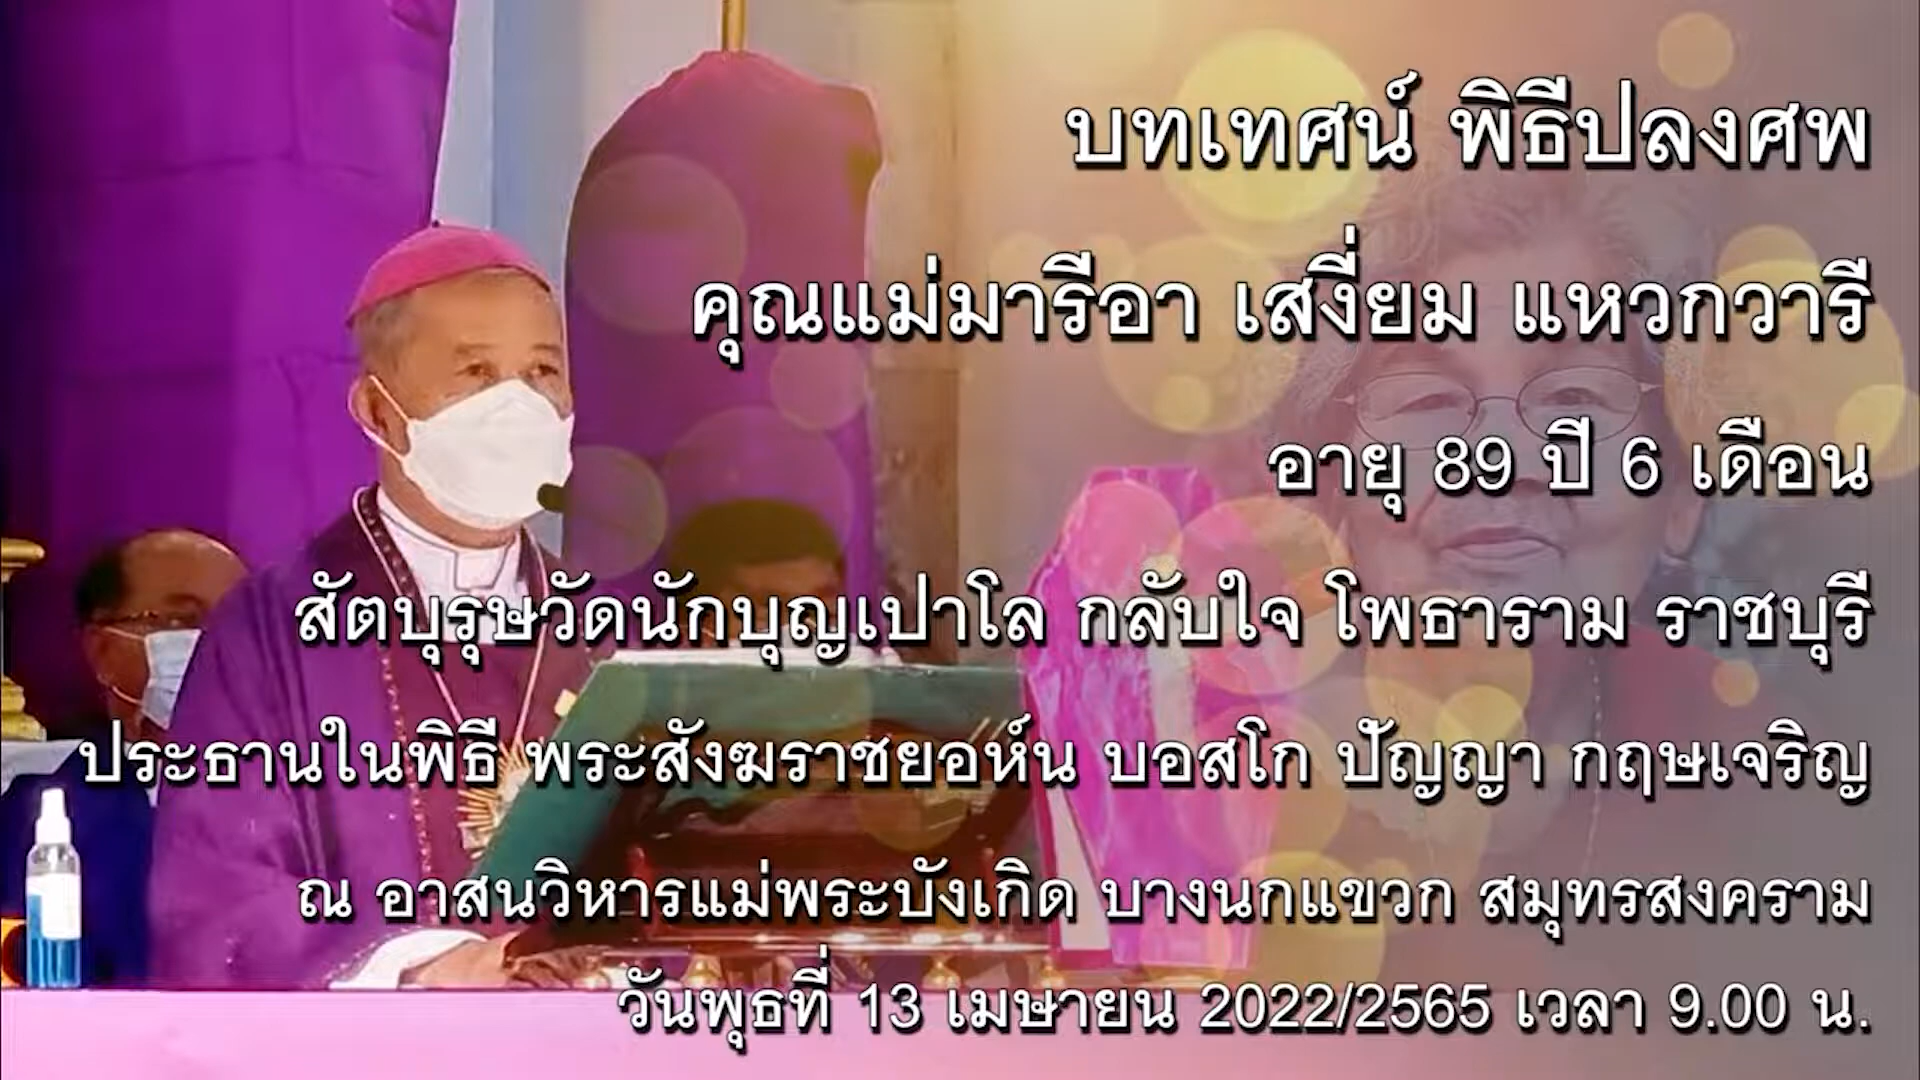 บทเทศน์ พิธีปลงศพ
คุณแม่มารีอา เสงี่ยม แหวกวารี
อายุ 89 ปี 6 เดือน
สัตบุรุษวัดนักบุญเปาโล กลับใจ โพธาราม ราชบุรี
ประธานในพิธี พระสังฆราชยอห์น บอสโก ปัญญา กฤษเจริญ
ณ อาสนวิหารแม่พระบังเกิด บางนกแขวก สมุทรสงคราม
วันพุธที่ 13 เมษายน 2022/2565 เวลา 9.00 น.